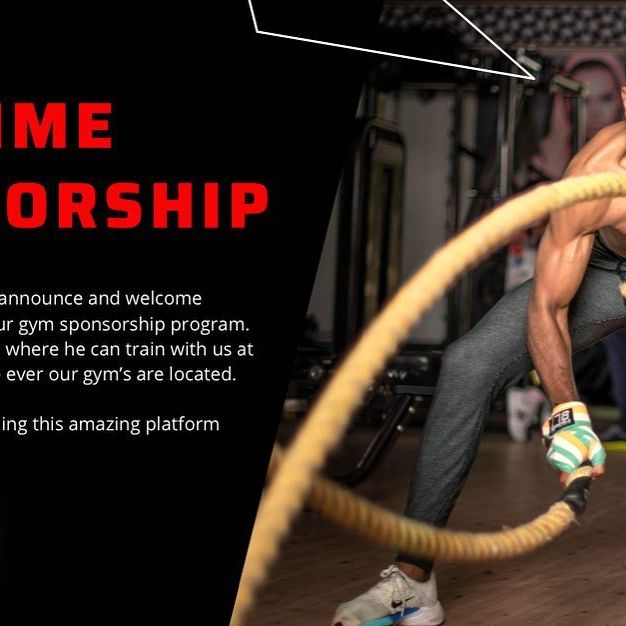 IME
ORSHIP
announce and welcome
ur gym sponsorship program.
where he can train with us at
ever our gym's are located.
ing this amazing platform